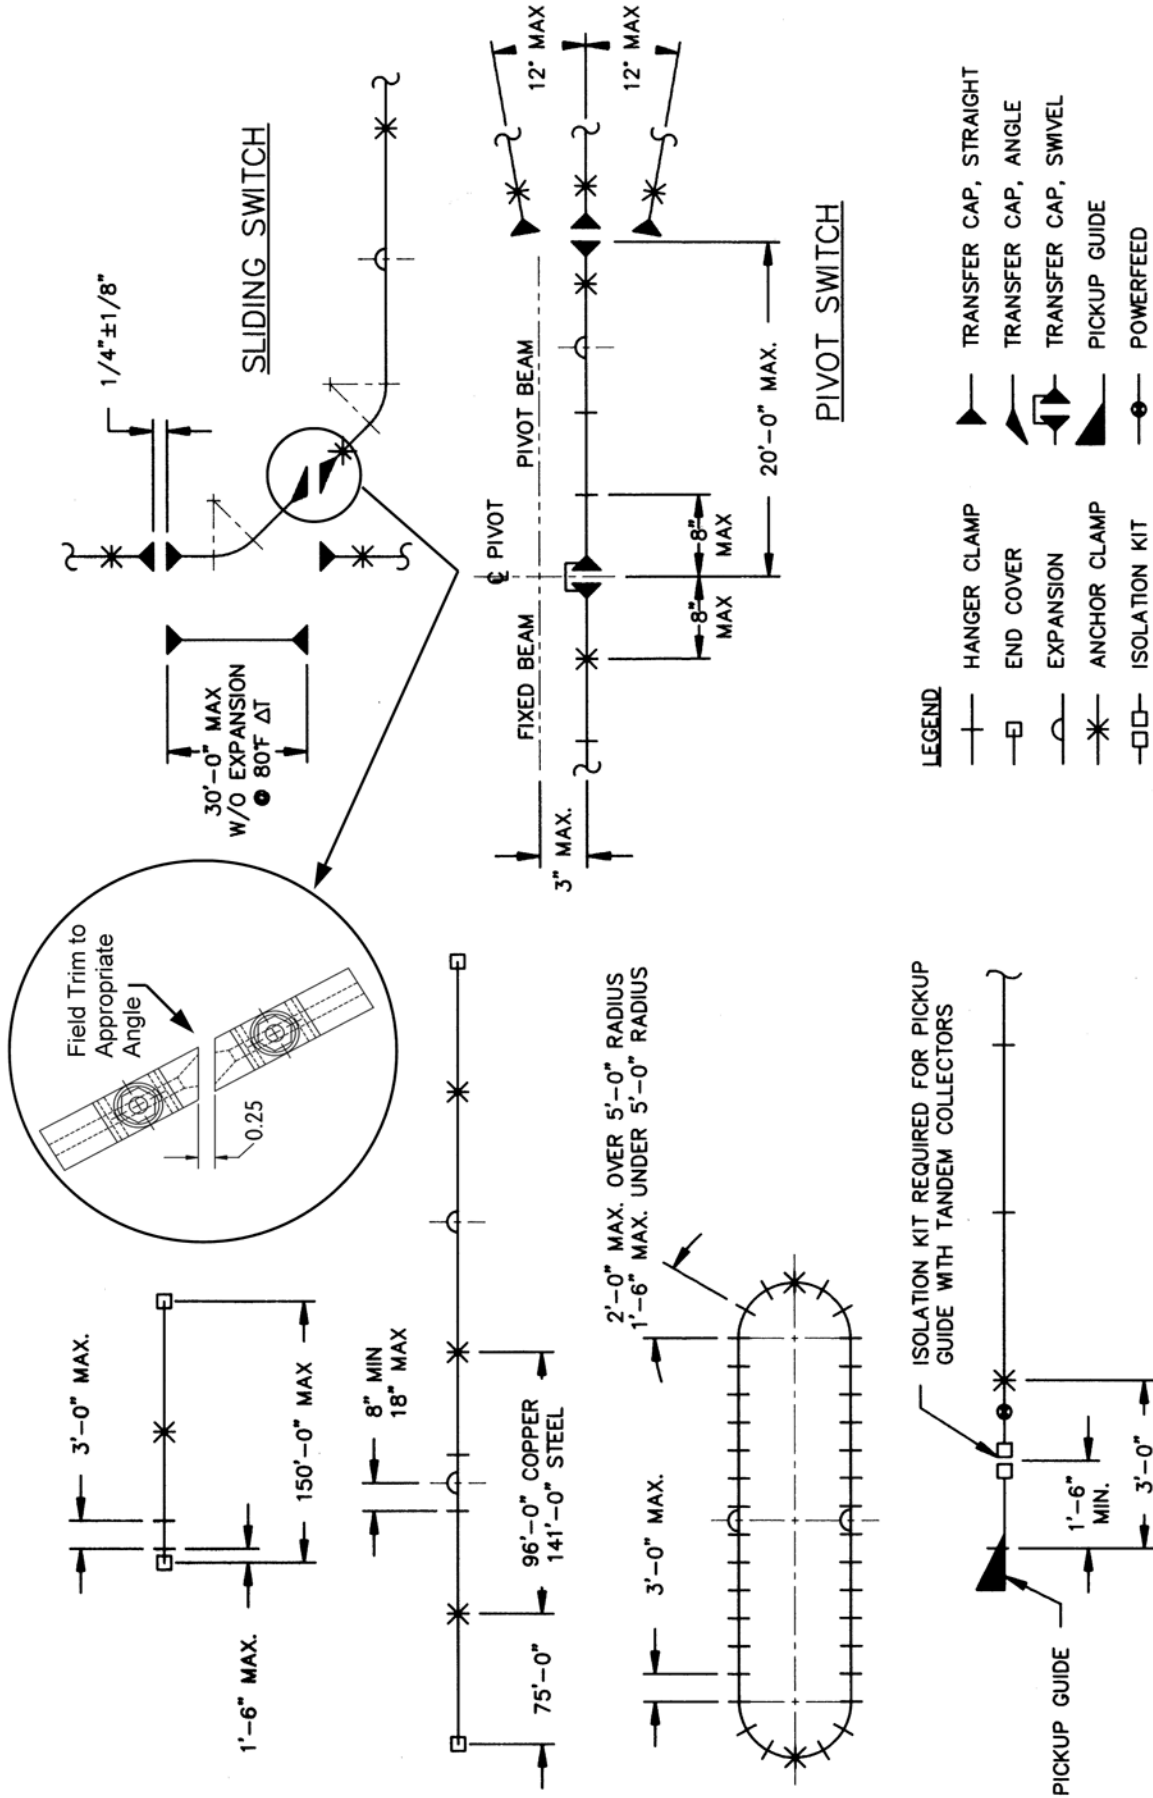 3'-0" MAX.
1'-6" MAX.
150'-0" MAX
Field Trim to
Appropriate
Angle
0.25
30'-0" MAX
W/O EXPANSION
@ 80°F ΔT
1/4"±1/8"
SLIDING SWITCH
8" MIN
18" MAX
75'-0"
96'-0" COPPER
141'-0" STEEL
FIXED BEAM
℄ PIVOT
PIVOT BEAM
3" MAX.
8"
MAX
8"
MAX
20'-0" MAX.
12" MAX
12" MAX
PIVOT SWITCH
3'-0" MAX.
2'-0" MAX. OVER 5'-0" RADIUS
1'-6" MAX. UNDER 5'-0" RADIUS
PICKUP GUIDE
1'-6"
MIN.
3'-0"
ISOLATION KIT REQUIRED FOR PICKUP
GUIDE WITH TANDEM COLLECTORS
LEGEND
HANGER CLAMP
END COVER
EXPANSION
ANCHOR CLAMP
ISOLATION KIT
TRANSFER CAP, STRAIGHT
TRANSFER CAP, ANGLE
TRANSFER CAP, SWIVEL
PICKUP GUIDE
POWERFEED